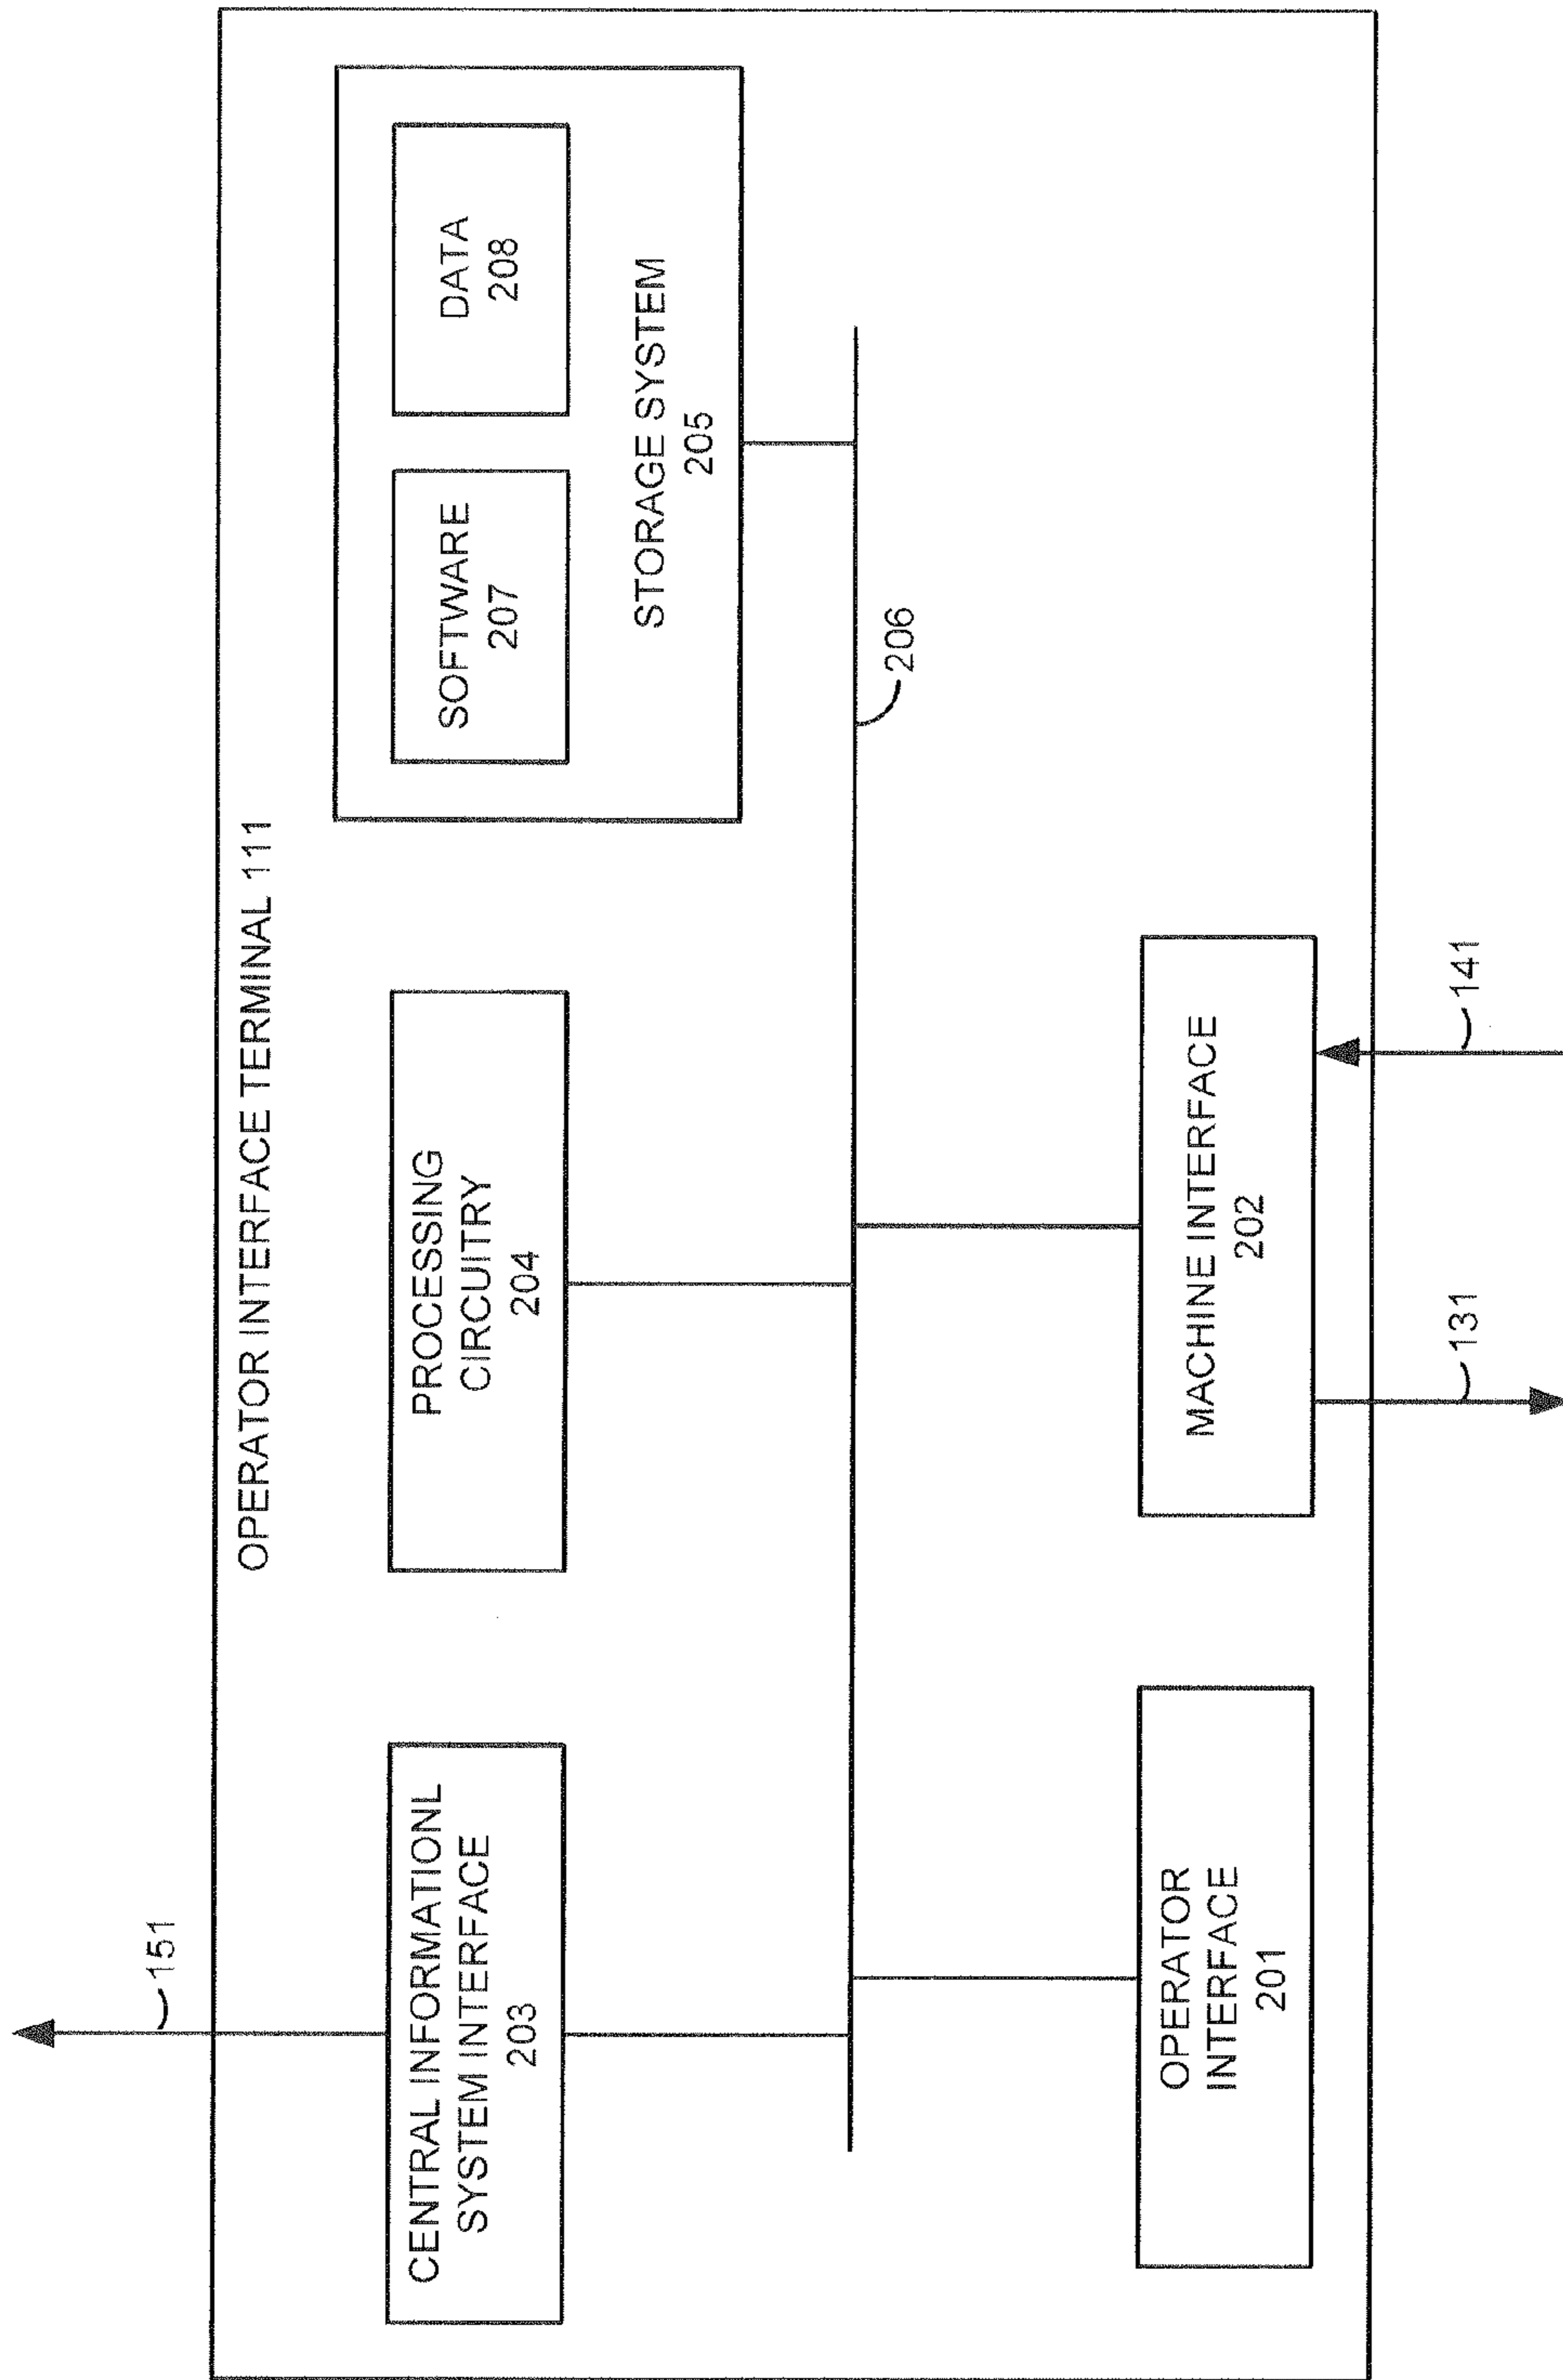 OPERATOR INTERFACE TERMINAL 111
151
CENTRAL INFORMATIONL
SYSTEM INTERFACE
203
PROCESSING
CIRCUITRY
204
SOFTWARE
207
DATA
208
STORAGE SYSTEM
205
206
OPERATOR
INTERFACE
201
MACHINE INTERFACE
202
131
141